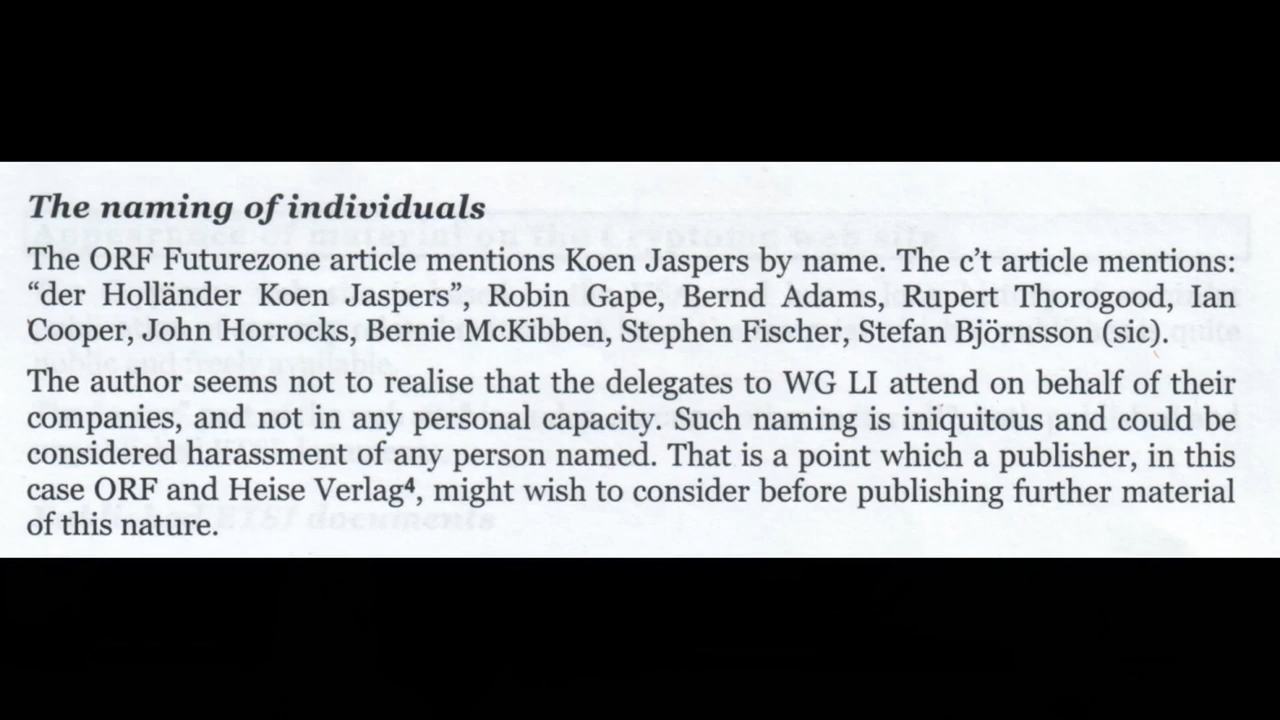 The naming of individuals
The ORF Futurezone article mentions Koen Jaspers by name. The c’t article mentions:
“der Holländer Koen Jaspers”, Robin Gape, Bernd Adams, Rupert Thorogood, Ian
Cooper, John Horrocks, Bernie McKibben, Stephen Fischer, Stefan Björnsson (sic).
The author seems not to realise that the delegates to WG LI attend on behalf of their
companies, and not in any personal capacity. Such naming is iniquitous and could be
considered harassment of any person named. That is a point which a publisher, in this
case ORF and Heise Verlag⁴, might wish to consider before publishing further material
of this nature.